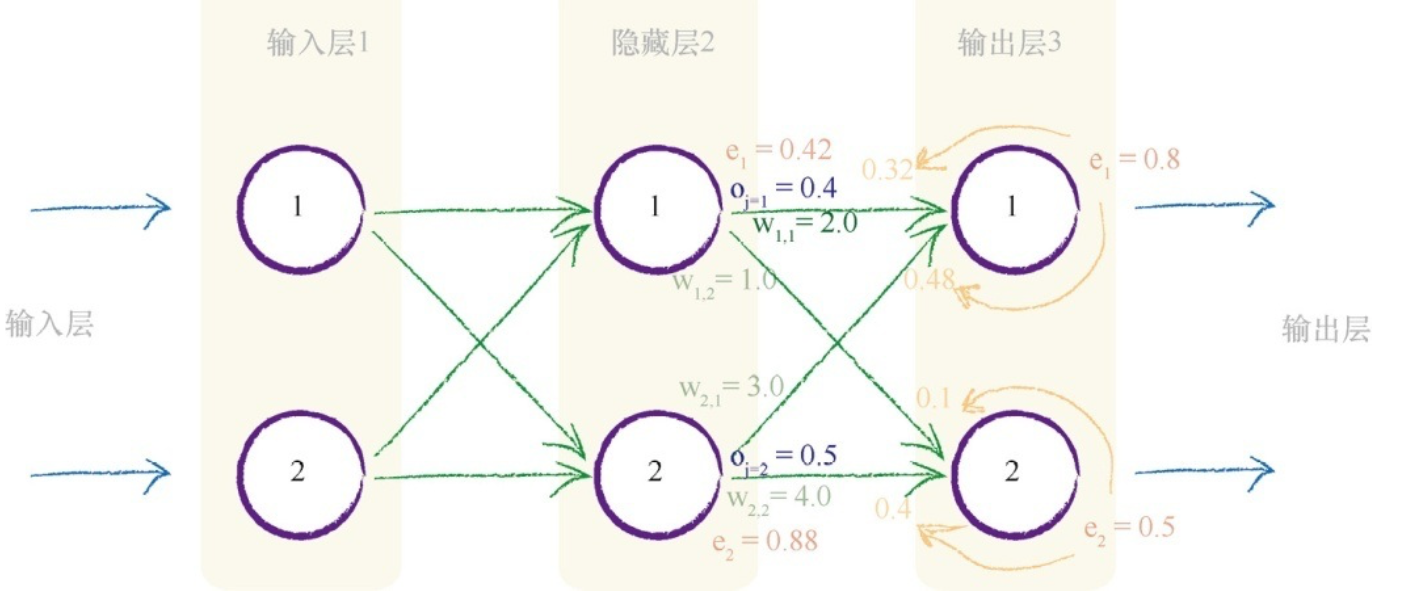 输入层1
隐藏层2
输出层3
e1 = 0.42
0.32
e1 = 0.8
oj=1 = 0.4
1
1
1
w1,1= 2.0
w1,2= 1.0
0.48
输入层
输出层
w2,1= 3.0
0.1
oj=2 = 0.5
2
2
2
w2,2= 4.0
0.4
e2 = 0.5
e2 = 0.88